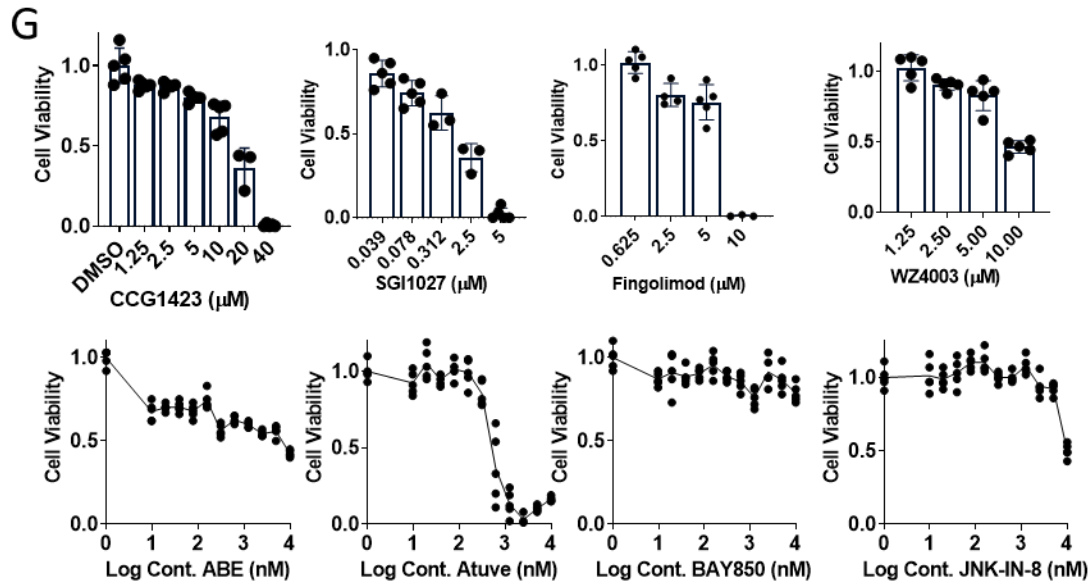 G
Cell Viability
1.0
0.5
0.0
DMSO
1.25
2.5
5
10
20
40
CCG1423 (μM)
Cell Viability
1.0
0.5
0.0
0.039
0.078
0.312
2.5
5
SGI1027 (μM)
Cell Viability
1.0
0.5
0.0
0.625
2.5
5
10
Fingolimod (μM)
Cell Viability
1.0
0.5
0.0
1.25
2.50
5.00
10.00
WZ4003 (μM)
Cell Viability
1.0
0.5
0.0
0 1 2 3 4
Log Cont. ABE (nM)
Cell Viability
1.0
0.5
0.0
0 1 2 3 4
Log Cont. Atuve (nM)
Cell Viability
1.0
0.5
0.0
0 1 2 3 4
Log Cont. BAY850 (nM)
Cell Viability
1.0
0.5
0.0
0 1 2 3 4
Log Cont. JNK-IN-8 (nM)